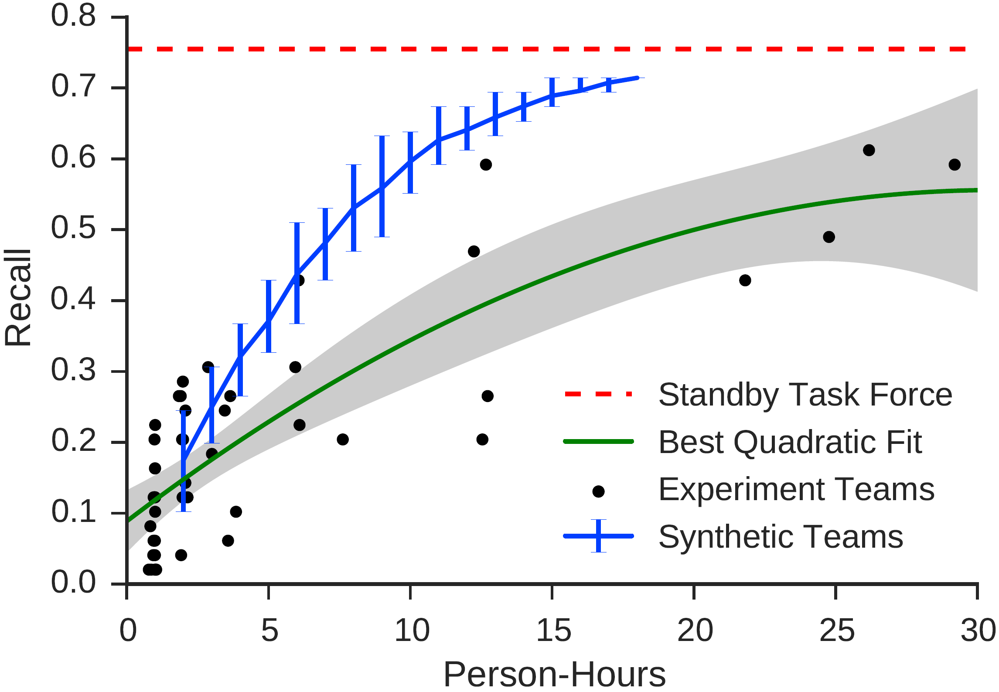 0.8
0.7
0.6
0.5
0.4
0.3
0.2
0.1
0.0
Recall
Standby Task Force
Best Quadratic Fit
Experiment Teams
Synthetic Teams
0 5 10 15 20 25 30
Person-Hours